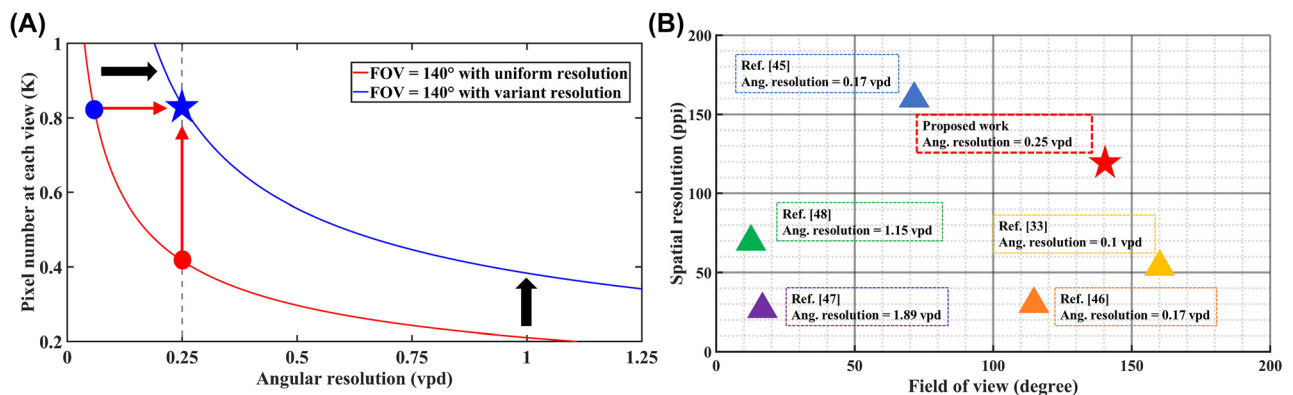 (A)
Pixel number at each view (K)
1
0.8
0.6
0.4
0.2
0
0.25
0.5
0.75
1
1.25
Angular resolution (vpd)
FOV = 140° with uniform resolution
FOV = 140° with variant resolution
(B)
Spatial resolution (ppi)
200
150
100
50
0
0
50
100
150
200
Field of view (degree)
Ref. [45]
Ang. resolution = 0.17 vpd
Proposed work
Ang. resolution = 0.25 vpd
Ref. [48]
Ang. resolution = 1.15 vpd
Ref. [33]
Ang. resolution = 0.1 vpd
Ref. [47]
Ang. resolution = 1.89 vpd
Ref. [46]
Ang. resolution = 0.17 vpd